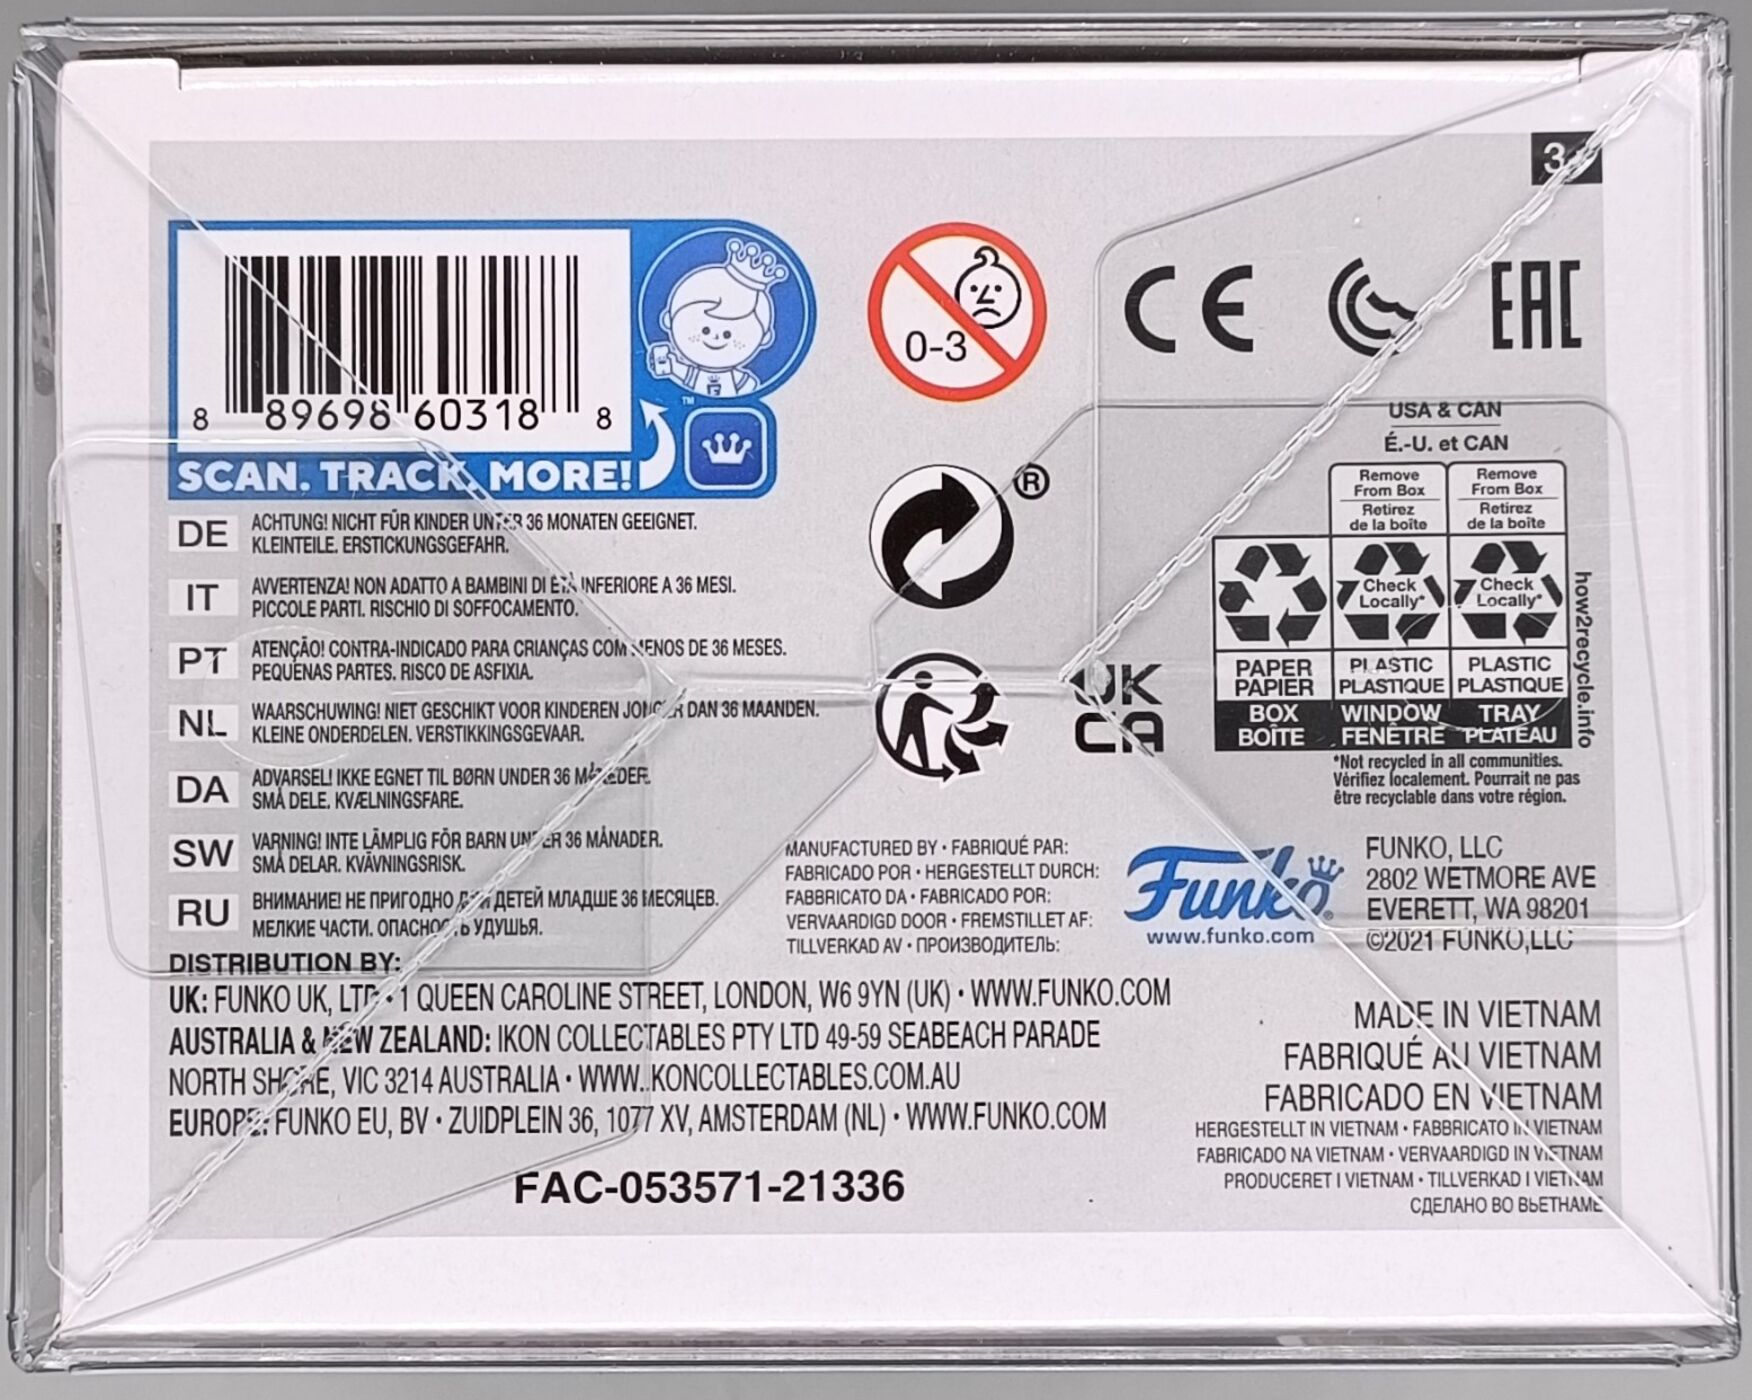 3+
8 89698 60318 8
TM
SCAN. TRACK. MORE!
0-3
CE
EAC
®
UK
CA
USA & CAN
É.-U. et CAN
Remove From Box
Retirez de la boîte
Remove From Box
Retirez de la boîte
Check Locally*
Check Locally*
PAPER PAPIER
PLASTIC PLASTIQUE
PLASTIC PLASTIQUE
BOX BOÎTE
WINDOW FENÊTRE
TRAY PLATEAU
how2recycle.info
*Not recycled in all communities.
Vérifiez localement. Pourrait ne pas
être recyclable dans votre région.
DE ACHTUNG! NICHT FÜR KINDER UNTER 36 MONATEN GEEIGNET.
KLEINTEILE. ERSTICKUNGSGEFAHR.
IT AVVERTENZA! NON ADATTO A BAMBINI DI ETÀ INFERIORE A 36 MESI.
PICCOLE PARTI. RISCHIO DI SOFFOCAMENTO.
PT ATENÇÃO! CONTRA-INDICADO PARA CRIANÇAS COM MENOS DE 36 MESES.
PEQUENAS PARTES. RISCO DE ASFIXIA.
NL WAARSCHUWING! NIET GESCHIKT VOOR KINDEREN JONGER DAN 36 MAANDEN.
KLEINE ONDERDELEN. VERSTIKKINGSGEVAAR.
DA ADVARSEL! IKKE EGNET TIL BØRN UNDER 36 MÅNEDER.
SMÅ DELE. KVÆLNINGSFARE.
SW VARNING! INTE LÄMPLIG FÖR BARN UNDER 36 MÅNADER.
SMÅ DELAR. KVÄVNINGSRISK.
RU ВНИМАНИЕ! НЕ ПРИГОДНО ДЛЯ ДЕТЕЙ МЛАДШЕ 36 МЕСЯЦЕВ.
МЕЛКИЕ ЧАСТИ. ОПАСНОСТЬ УДУШЬЯ.
MANUFACTURED BY • FABRIQUÉ PAR:
FABRICADO POR • HERGESTELLT DURCH:
FABBRICATO DA • FABRICADO POR:
VERVAARDIGD DOOR • FREMSTILLET AF:
TILLVERKAD AV • ПРОИЗВОДИТЕЛЬ:
Funko®
www.funko.com
FUNKO, LLC
2802 WETMORE AVE
EVERETT, WA 98201
©2021 FUNKO,LLC
DISTRIBUTION BY:
UK: FUNKO UK, LTD • 1 QUEEN CAROLINE STREET, LONDON, W6 9YN (UK) • WWW.FUNKO.COM
AUSTRALIA & NEW ZEALAND: IKON COLLECTABLES PTY LTD 49-59 SEABEACH PARADE
NORTH SHORE, VIC 3214 AUSTRALIA • WWW.IKONCOLLECTABLES.COM.AU
EUROPE: FUNKO EU, BV • ZUIDPLEIN 36, 1077 XV, AMSTERDAM (NL) • WWW.FUNKO.COM
FAC-053571-21336
MADE IN VIETNAM
FABRIQUÉ AU VIETNAM
FABRICADO EN VIETNAM
HERGESTELLT IN VIETNAM • FABBRICATO IN VIETNAM
FABRICADO NA VIETNAM • VERVAARDIGD IN VIETNAM
PRODUCERET I VIETNAM • TILLVERKAD I VIETNAM
СДЕЛАНО ВО ВЬЕТНАМЕ